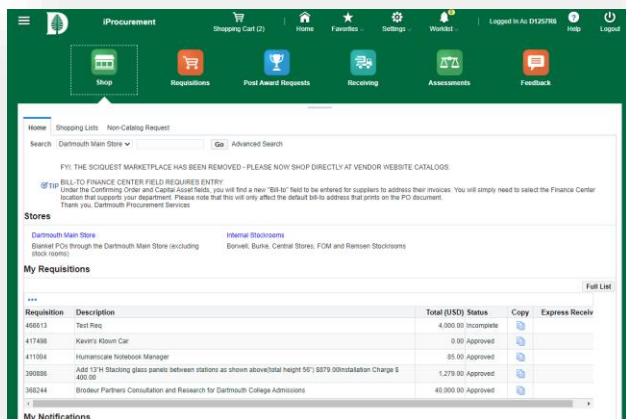 iProcurement
Shopping Cart (2)
Home
Favorites
Settings
Worklist
Logged In As D1257R6
Help
Logout
Shop
Requisitions
Post Award Requests
Receiving
Assessments
Feedback
Home Shopping Lists Non-Catalog Request
Search Dartmouth Main Store Go Advanced Search
FYI: THE SCIQUEST MARKETPLACE HAS BEEN REMOVED - PLEASE NOW SHOP DIRECTLY AT VENDOR WEBSITE CATALOGS.
TIP BILL-TO FINANCE CENTER FIELD REQUIRES ENTRY
Under the Confirming Order and Capital Asset fields, you will find a new "Bill-to" field to be entered for suppliers to address their invoices. You will simply need to select the Finance Center
location that supports your department. Please note that this will only affect the default bill-to address that prints on the PO document.
Thank you, Dartmouth Procurement Services
Stores
Dartmouth Main Store
Blanket POs through the Dartmouth Main Store (excluding
stock rooms)
Internal Stockrooms
Borwell, Burke, Central Stores, FOM and Remsen Stockrooms
My Requisitions
Full List
Requisition Description Total (USD) Status Copy Express Receiv
466613 Test Req 4,000.00 Incomplete
417498 Kevin's Klown Car 0.00 Approved
411004 Humanscale Notebook Manager 85.00 Approved
390886 Add 13"H Stacking glass panels between stations as shown above(total height 56") $879.00Installation Charge $
400.00 1,279.00 Approved
368244 Brodeur Partners Consultation and Research for Dartmouth College Admissions 40,000.00 Approved
My Notifications